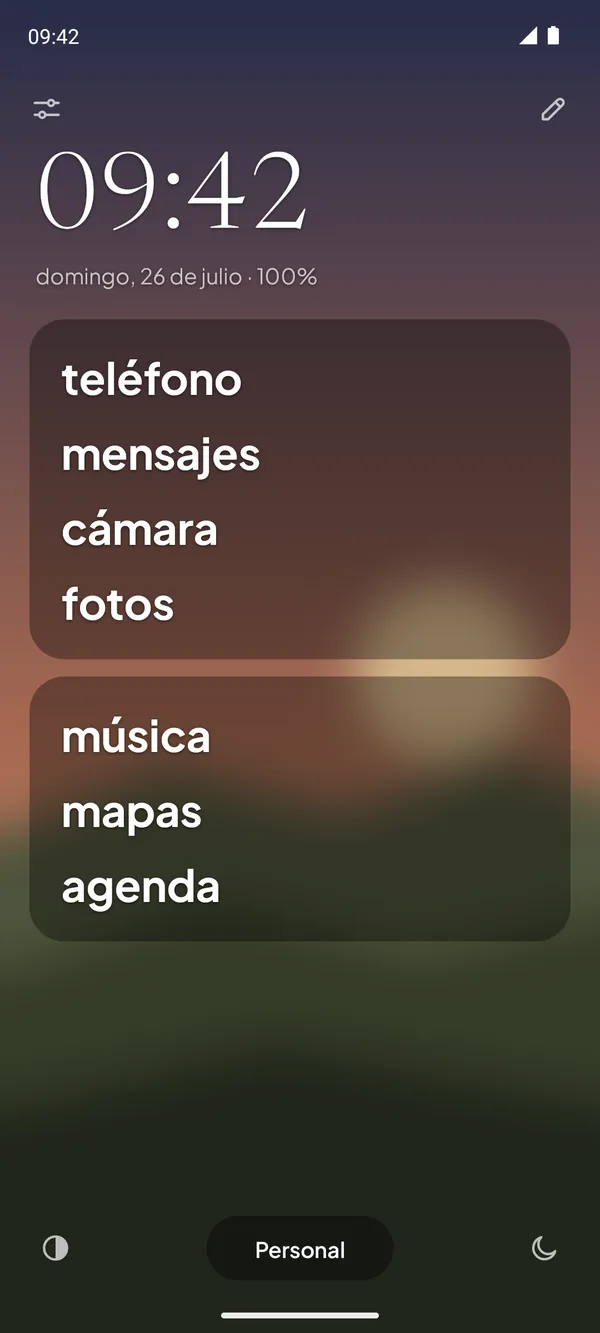 09:42
09:42
domingo, 26 de julio · 100%
teléfono
mensajes
cámara
fotos
música
mapas
agenda
Personal